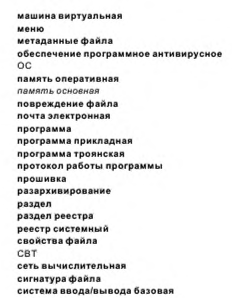 машина виртуальная
меню
метаданные файла
обеспечение программное антивирусное
ОС
память оперативная
память основная
повреждение файла
почта электронная
программа
программа прикладная
программа троянская
протокол работы программы
прошивка
разархивирование
раздел
раздел реестра
реестр системный
свойства файла
СВТ
сеть вычислительная
сигнатура файла
система ввода/вывода базовая